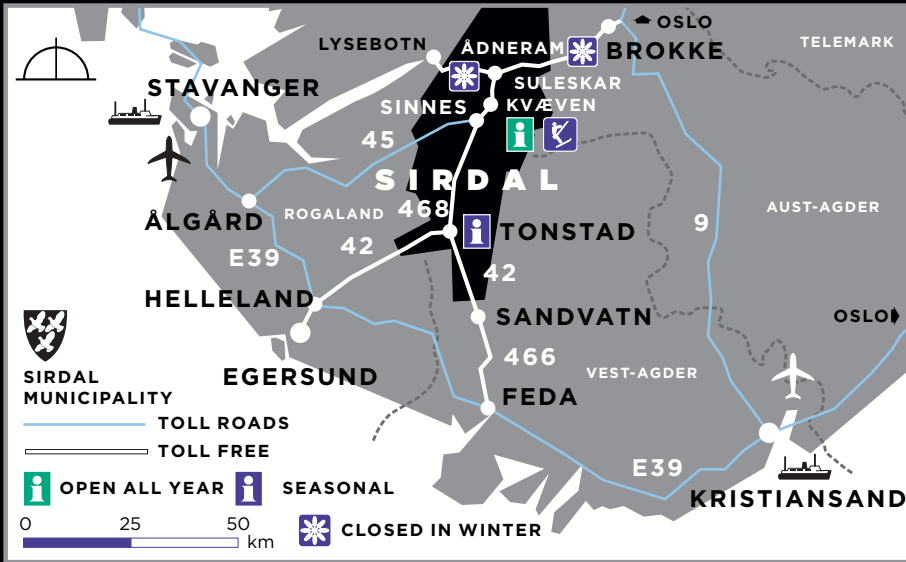 OSLO
LYSEBOTN
ÅDNERAM
BROKKE
TELEMARK
STAVANGER
SULESKAR
SINNES
KVÆVEN
45
SIRDAL
ROGALAND
468
AUST-AGDER
ÅLGÅRD
42
TONSTAD
9
E39
42
HELLELAND
SANDVATN
OSLO
466
EGERSUND
VEST-AGDER
FEDA
SIRDAL
MUNICIPALITY
TOLL ROADS
TOLL FREE
E39
OPEN ALL YEAR
SEASONAL
KRISTIANSAND
0 25 50
km
CLOSED IN WINTER